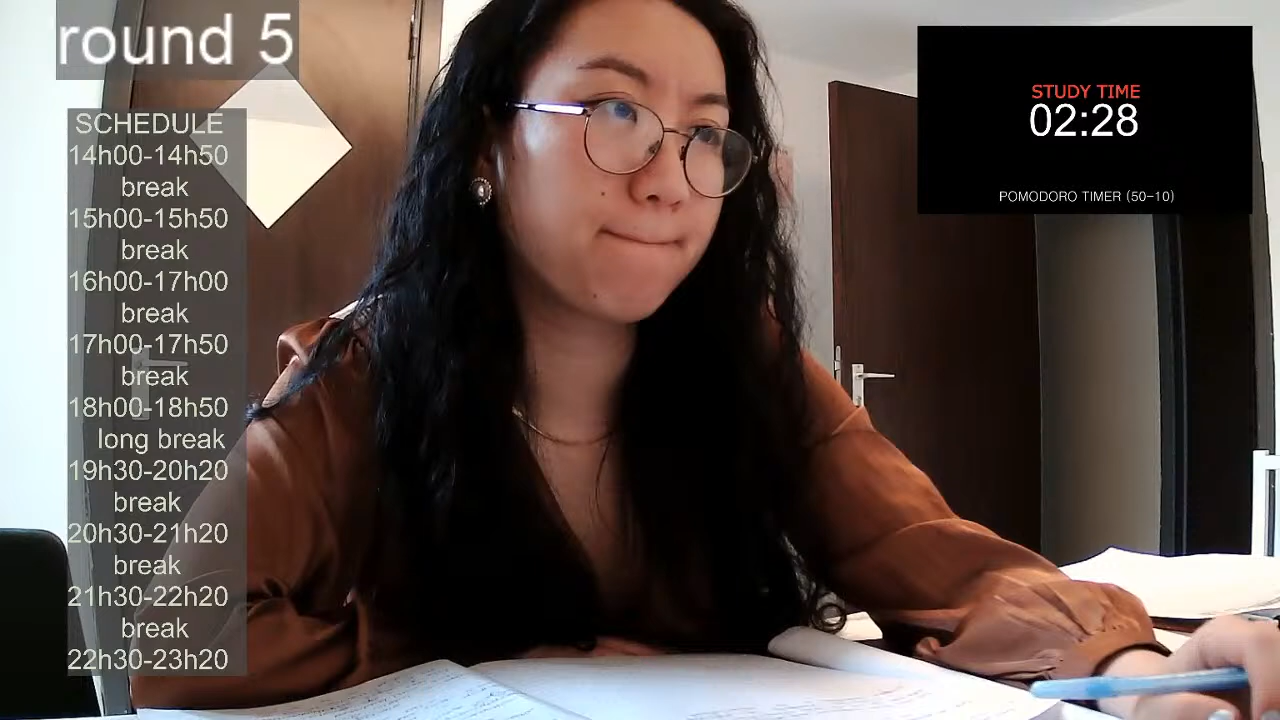 round 5
SCHEDULE
14h00-14h50
break
15h00-15h50
break
16h00-17h00
break
17h00-17h50
break
18h00-18h50
long break
19h30-20h20
break
20h30-21h20
break
21h30-22h20
break
22h30-23h20
STUDY TIME
02:28
POMODORO TIMER (50-10)